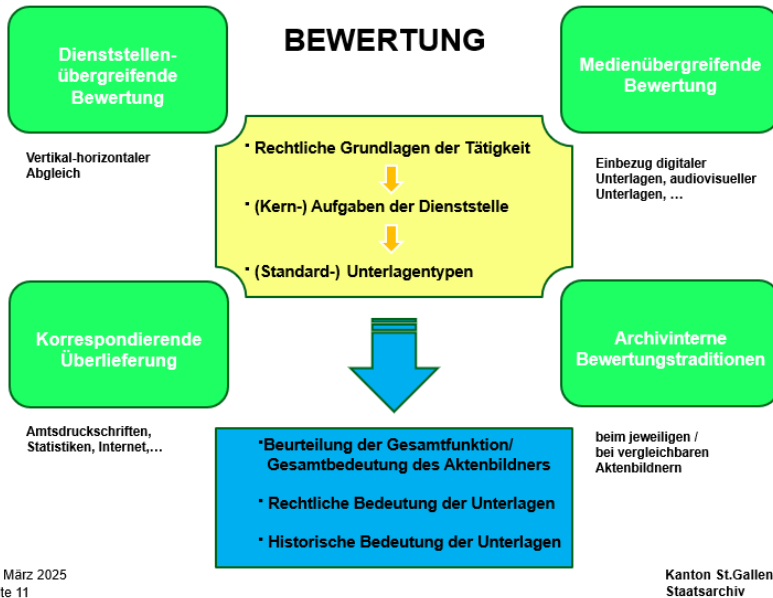 BEWERTUNG
Dienststellen-
übergreifende
Bewertung
Vertikal-horizontaler
Abgleich
Medienübergreifende
Bewertung
Einbezug digitaler
Unterlagen, audiovisueller
Unterlagen, …
· Rechtliche Grundlagen der Tätigkeit
· (Kern-) Aufgaben der Dienststelle
· (Standard-) Unterlagentypen
Korrespondierende
Überlieferung
Amtsdruckschriften,
Statistiken, Internet,…
Archivinterne
Bewertungstraditionen
beim jeweiligen /
bei vergleichbaren
Aktenbildnern
·Beurteilung der Gesamtfunktion/
Gesamtbedeutung des Aktenbildners
· Rechtliche Bedeutung der Unterlagen
· Historische Bedeutung der Unterlagen
März 2025
te 11
Kanton St.Gallen
Staatsarchiv